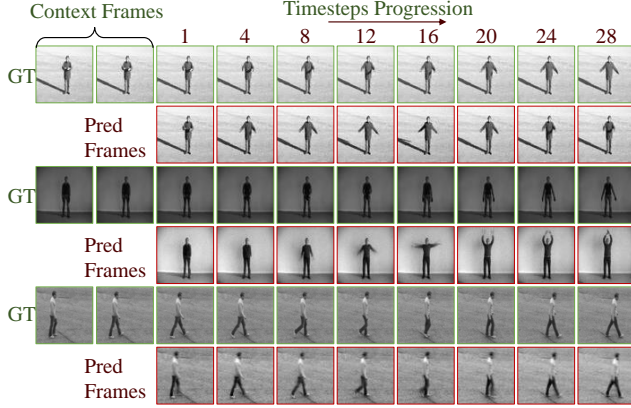 Context Frames
Timesteps Progression
1 4 8 12 16 20 24 28
GT
Pred
Frames
GT
Pred
Frames
GT
Pred
Frames